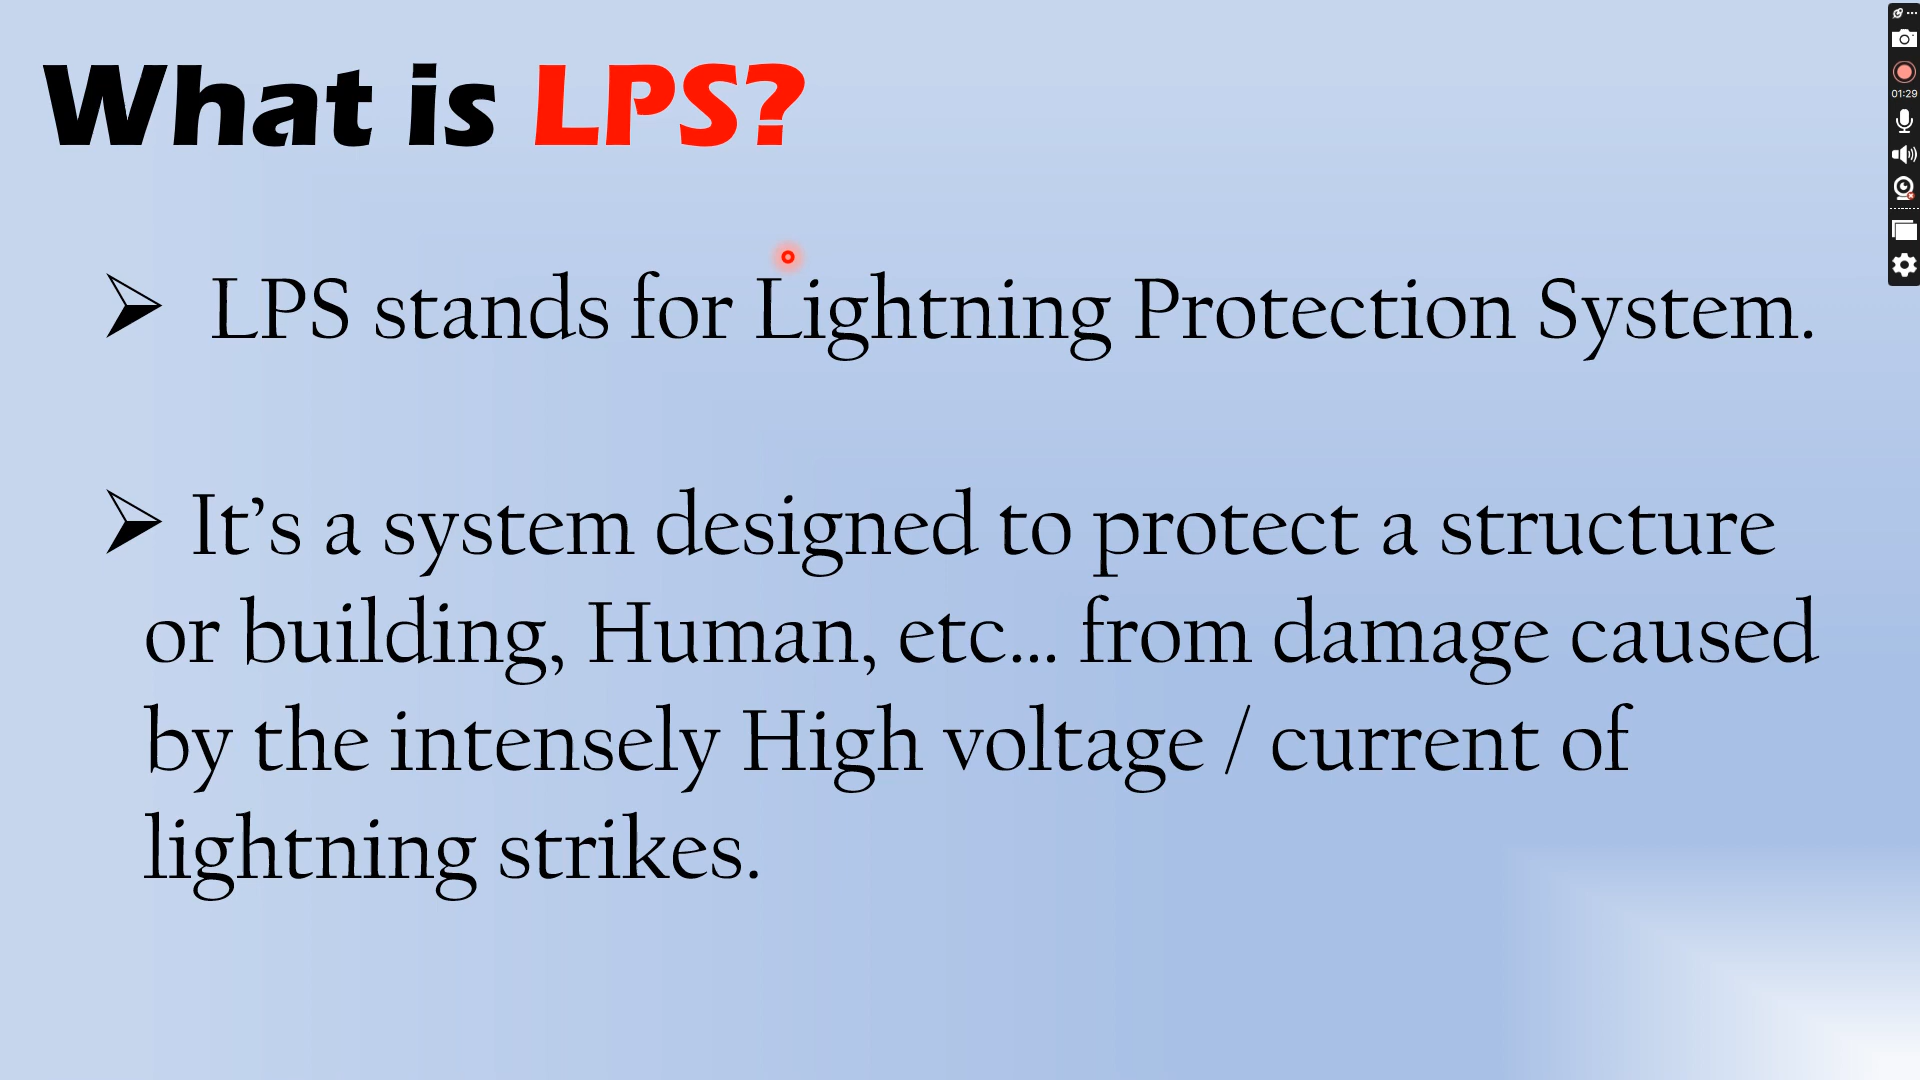 What is LPS?
LPS stands for Lightning Protection System.
It’s a system designed to protect a structure
or building, Human, etc... from damage caused
by the intensely High voltage / current of
lightning strikes.
01:29